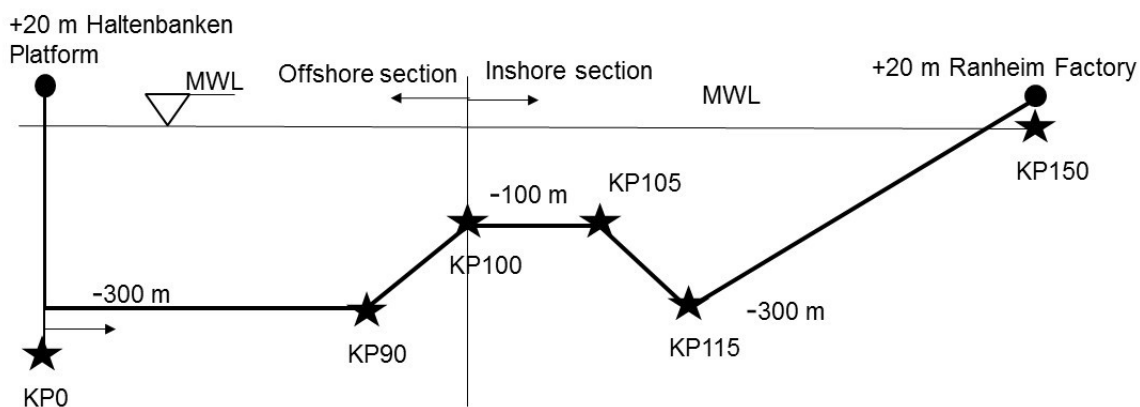 +20 m Haltenbanken
Platform
MWL
Offshore section
Inshore section
+20 m Ranheim Factory
MWL
KP150
-100 m
KP105
KP100
-300 m
-300 m
KP90
KP115
KP0